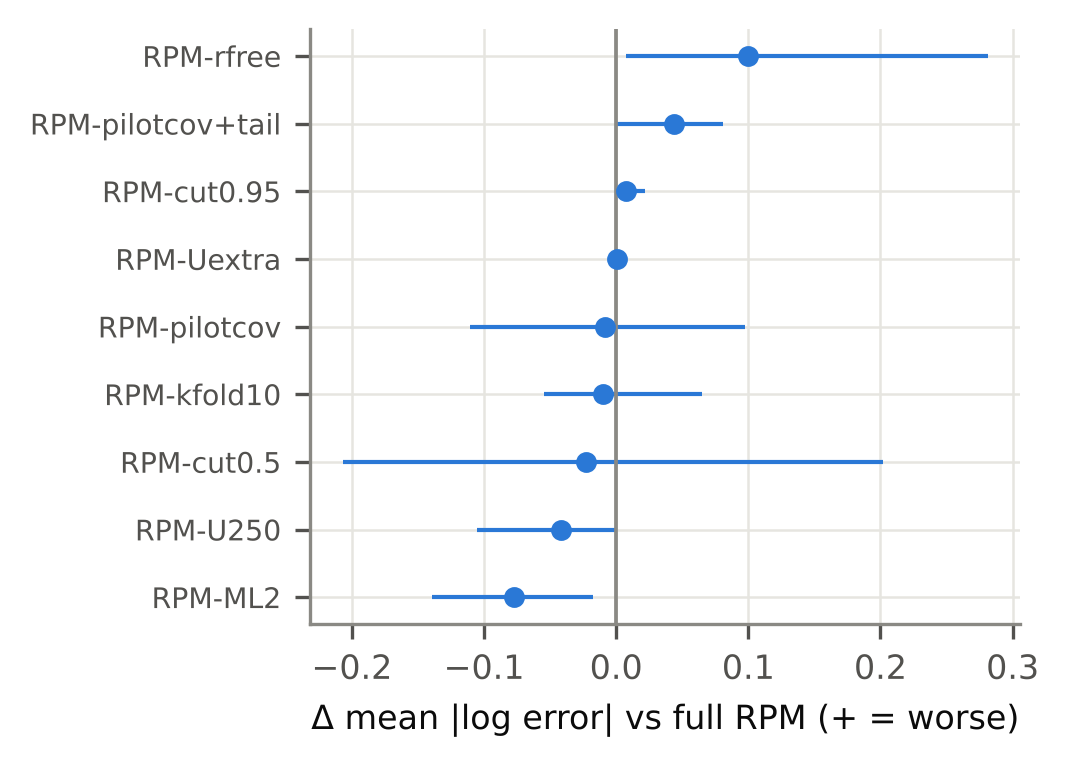 RPM-rfree
RPM-pilotcov+tail
RPM-cut0.95
RPM-Uextra
RPM-pilotcov
RPM-kfold10
RPM-cut0.5
RPM-U250
RPM-ML2
−0.2 −0.1 0.0 0.1 0.2 0.3
Δ mean |log error| vs full RPM (+ = worse)